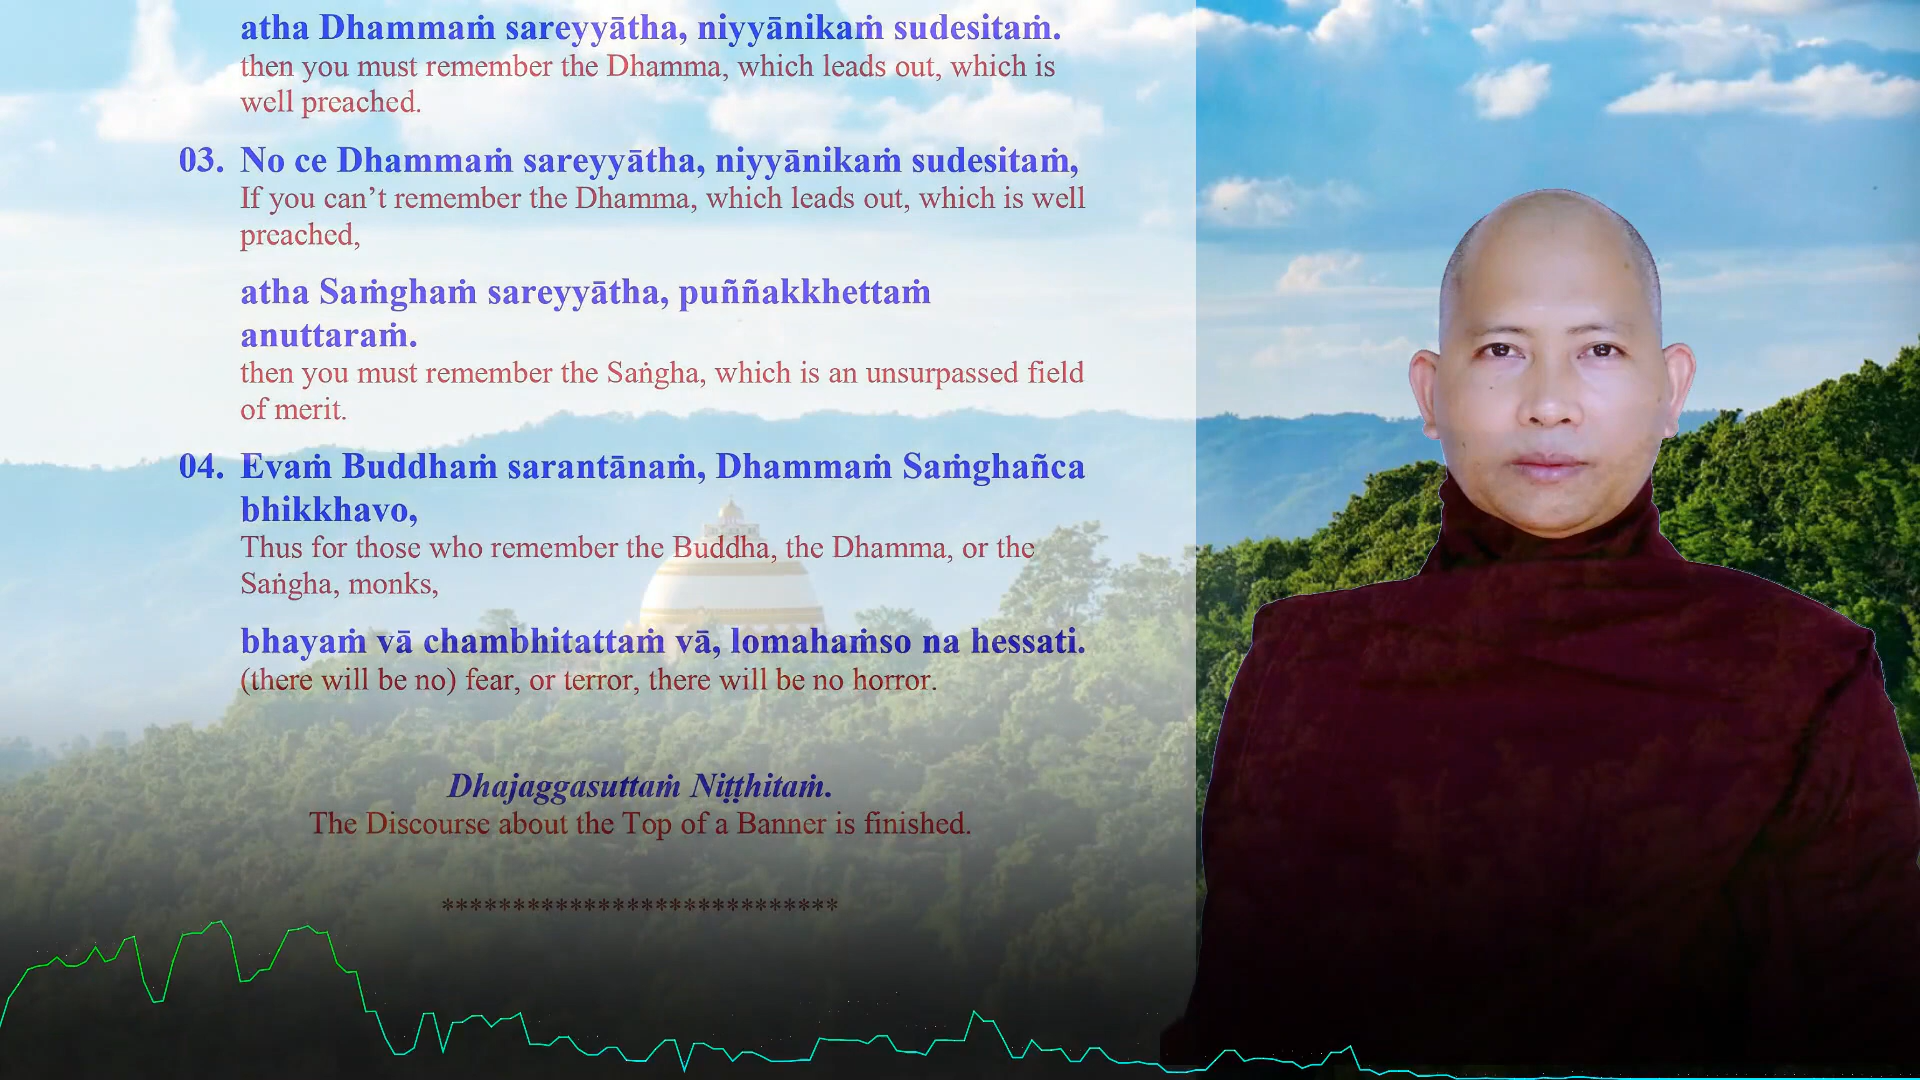 atha Dhammaṁ sareyyātha, niyyānikaṁ sudesitaṁ.
then you must remember the Dhamma, which leads out, which is
well preached.
03. No ce Dhammaṁ sareyyātha, niyyānikaṁ sudesitaṁ,
If you can’t remember the Dhamma, which leads out, which is well
preached,
atha Saṁghaṁ sareyyātha, puññakkhettaṁ
anuttaraṁ.
then you must remember the Saṅgha, which is an unsurpassed field
of merit.
04. Evaṁ Buddhaṁ sarantānaṁ, Dhammaṁ Saṁghañca
bhikkhavo,
Thus for those who remember the Buddha, the Dhamma, or the
Saṅgha, monks,
bhayaṁ vā chambhitattaṁ vā, lomahaṁso na hessati.
(there will be no) fear, or terror, there will be no horror.
Dhajaggasuttaṁ Niṭṭhitaṁ.
The Discourse about the Top of a Banner is finished.
****************************